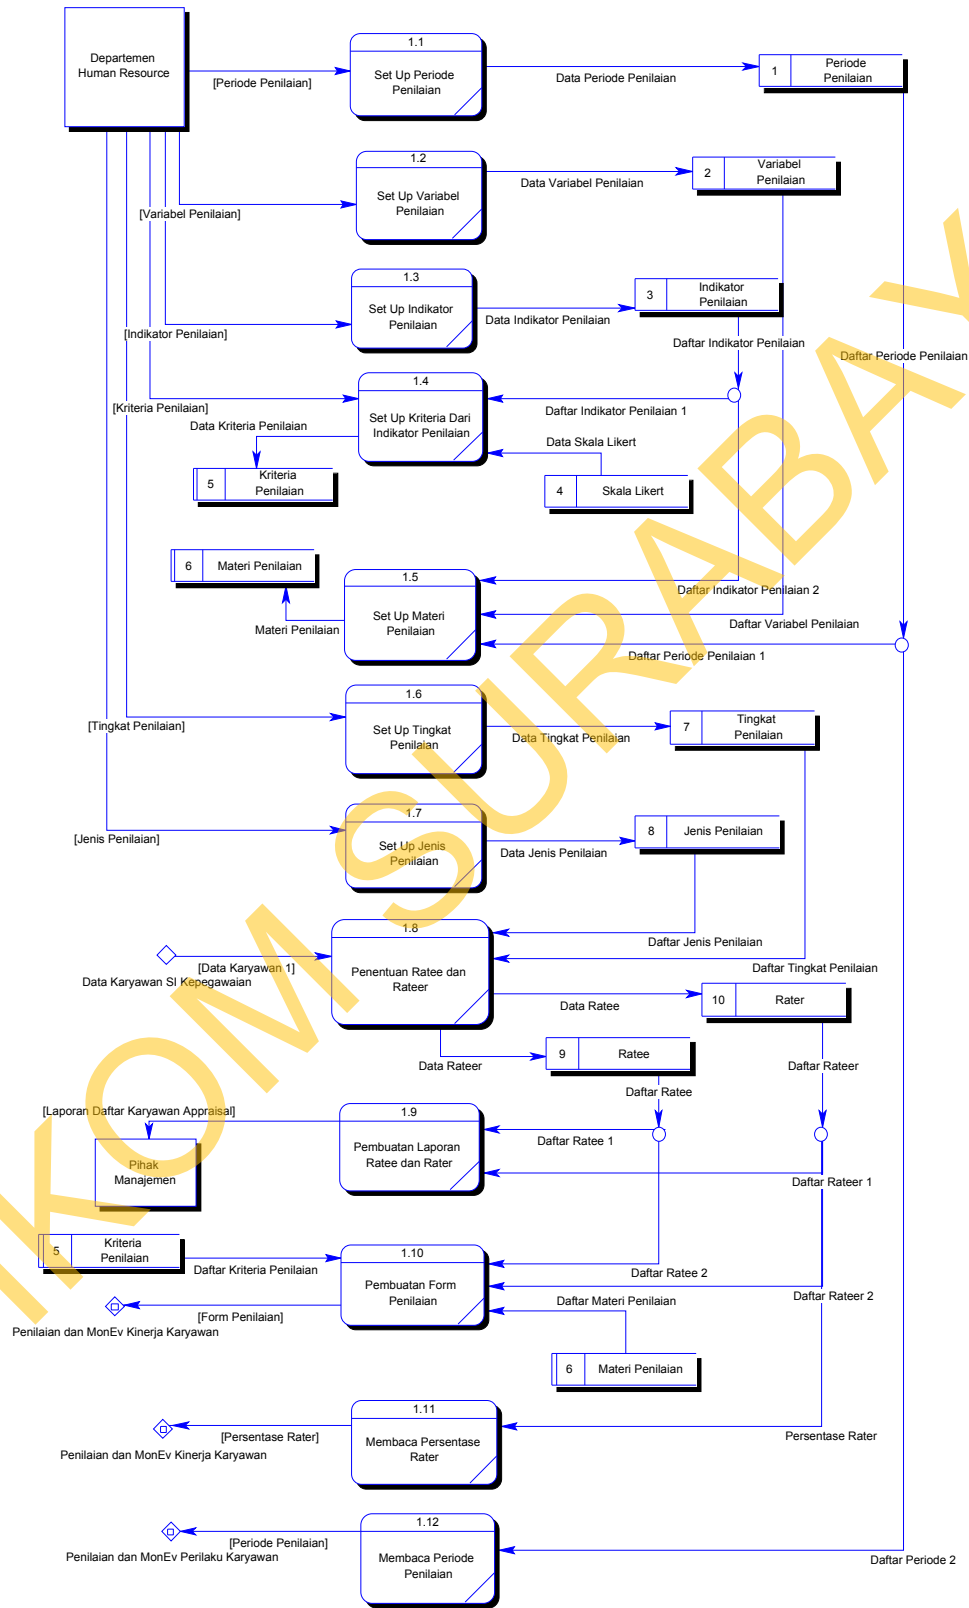 Departemen
Human Resource
[Periode Penilaian]
1.1
Set Up Periode
Penilaian
Data Periode Penilaian
1
Periode
Penilaian
1.2
Set Up Variabel
Penilaian
[Variabel Penilaian]
Data Variabel Penilaian
2
Variabel
Penilaian
1.3
Set Up Indikator
Penilaian
[Indikator Penilaian]
Data Indikator Penilaian
3
Indikator
Penilaian
Daftar Indikator Penilaian
Daftar Periode Penilaian
1.4
Set Up Kriteria Dari
Indikator Penilaian
[Kriteria Penilaian]
Daftar Indikator Penilaian 1
Data Kriteria Penilaian
Data Skala Likert
5
Kriteria
Penilaian
4
Skala Likert
6
Materi Penilaian
1.5
Set Up Materi
Penilaian
Materi Penilaian
Daftar Indikator Penilaian 2
Daftar Variabel Penilaian
Daftar Periode Penilaian 1
1.6
Set Up Tingkat
Penilaian
[Tingkat Penilaian]
Data Tingkat Penilaian
7
Tingkat
Penilaian
1.7
Set Up Jenis
Penilaian
[Jenis Penilaian]
Data Jenis Penilaian
8
Jenis Penilaian
1.8
Penentuan Ratee dan
Rateer
Daftar Jenis Penilaian
Daftar Tingkat Penilaian
[Data Karyawan 1]
Data Karyawan SI Kepegawaian
Data Ratee
10
Rater
Data Rateer
9
Ratee
Daftar Rateer
Daftar Ratee
[Laporan Daftar Karyawan Appraisal]
1.9
Pembuatan Laporan
Ratee dan Rater
Daftar Ratee 1
Pihak
Manajemen
Daftar Rateer 1
5
Kriteria
Penilaian
Daftar Kriteria Penilaian
1.10
Pembuatan Form
Penilaian
Daftar Ratee 2
Daftar Rateer 2
Daftar Materi Penilaian
[Form Penilaian]
Penilaian dan MonEv Kinerja Karyawan
6
Materi Penilaian
1.11
Membaca Persentase
Rater
[Persentase Rater]
Persentase Rater
Penilaian dan MonEv Kinerja Karyawan
1.12
Membaca Periode
Penilaian
[Periode Penilaian]
Penilaian dan MonEv Perilaku Karyawan
Daftar Periode 2
IKOM SURABAY